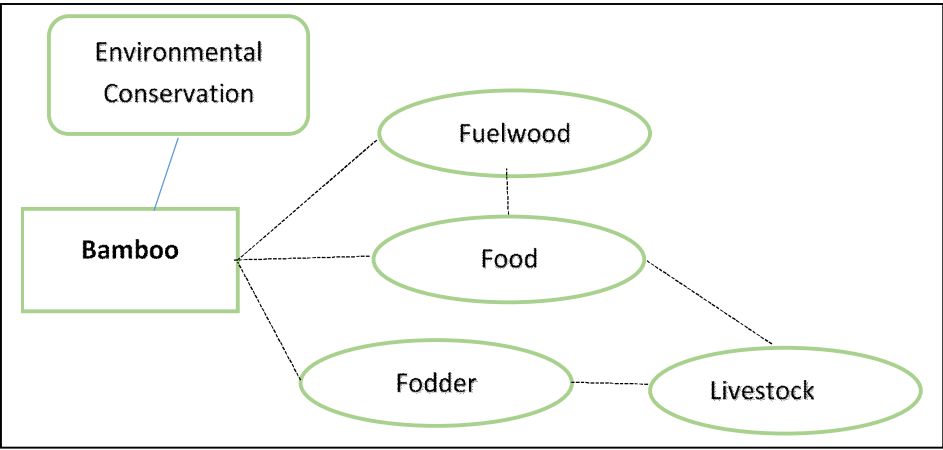 Environmental
Conservation
Fuelwood
Bamboo
Food
Fodder
Livestock